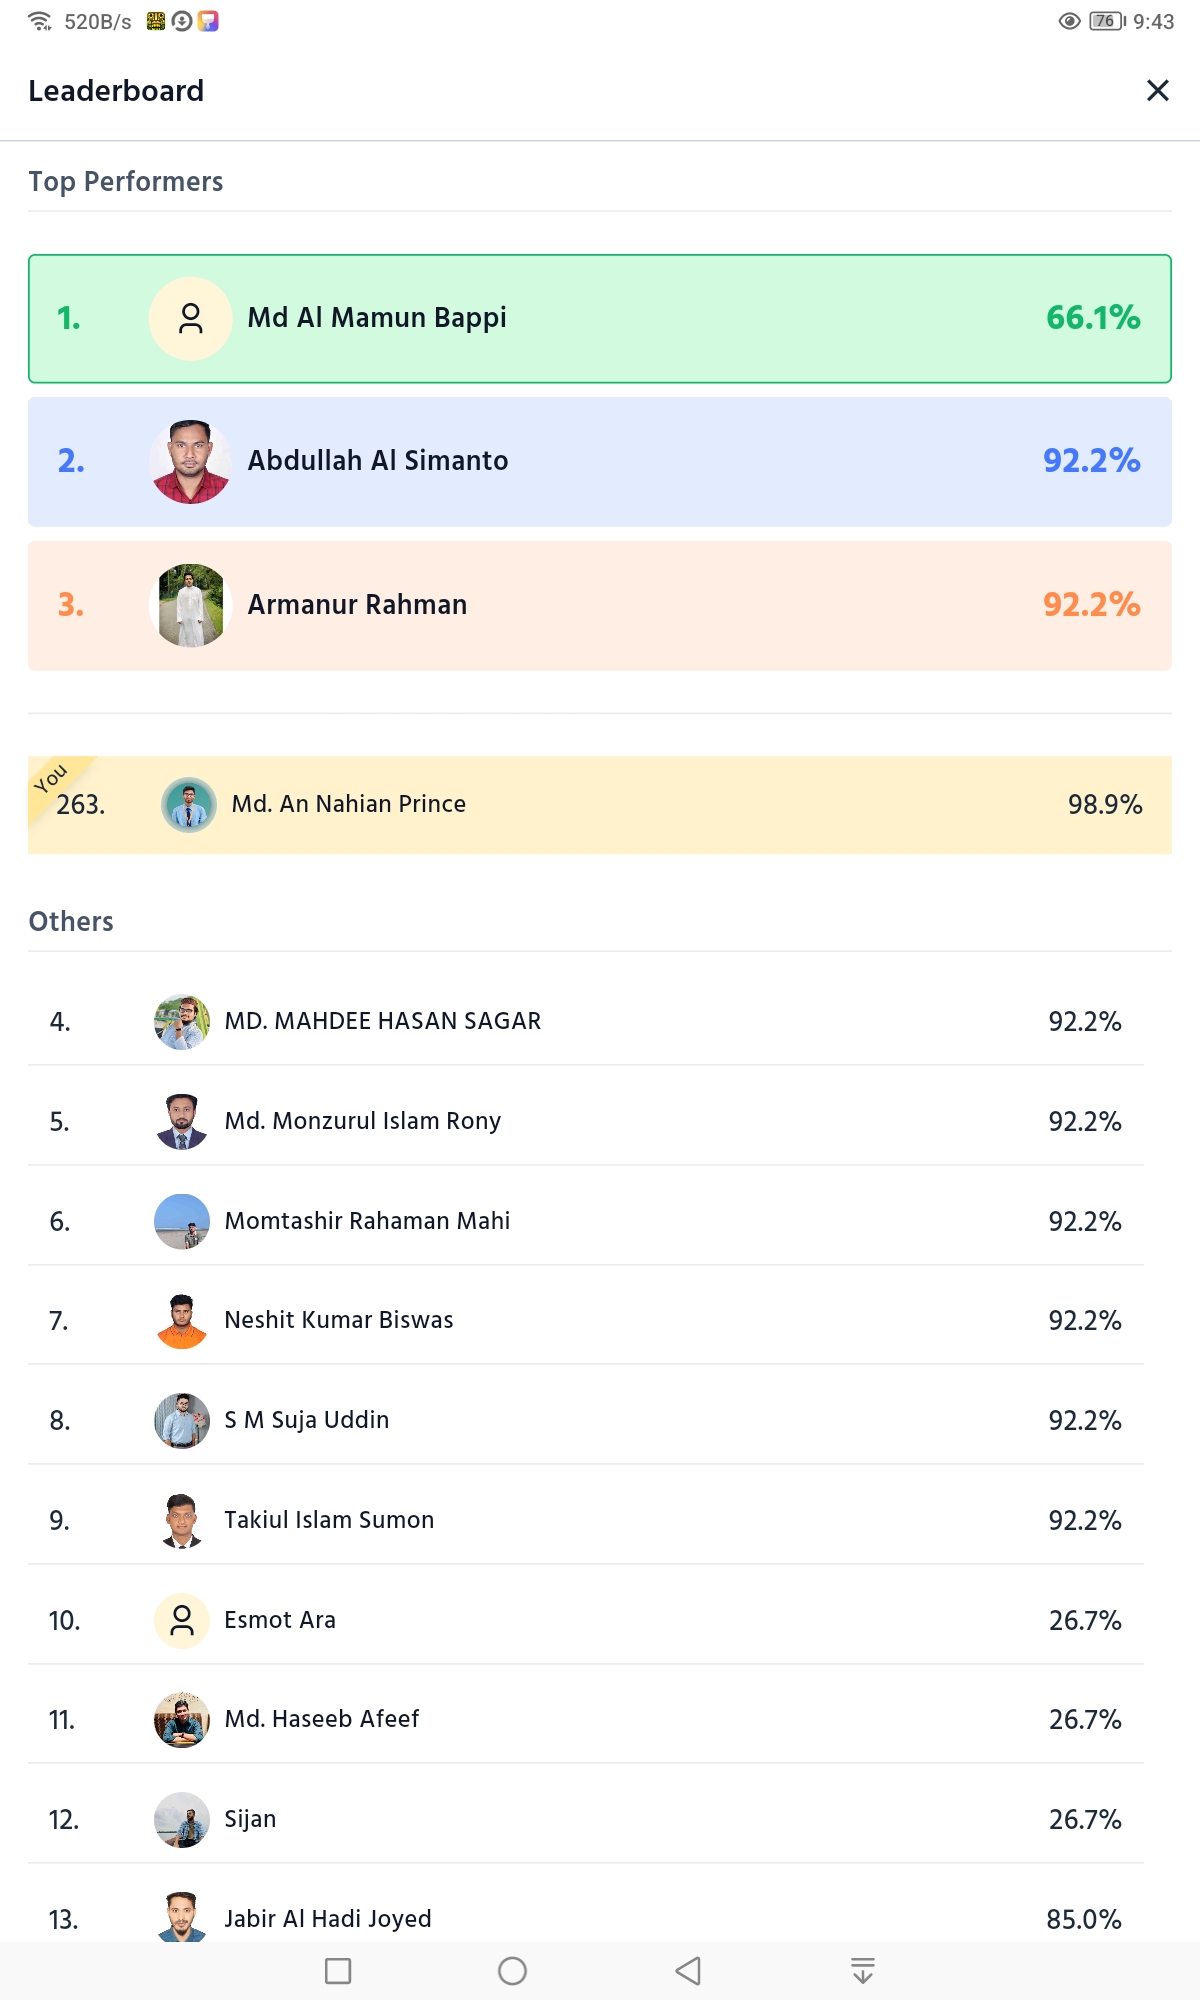 520B/s
76 9:43
Leaderboard
Top Performers
1. Md Al Mamun Bappi 66.1%
2. Abdullah Al Simanto 92.2%
3. Armanur Rahman 92.2%
You
263. Md. An Nahian Prince 98.9%
Others
4. MD. MAHDEE HASAN SAGAR 92.2%
5. Md. Monzurul Islam Rony 92.2%
6. Momtashir Rahaman Mahi 92.2%
7. Neshit Kumar Biswas 92.2%
8. S M Suja Uddin 92.2%
9. Takiul Islam Sumon 92.2%
10. Esmot Ara 26.7%
11. Md. Haseeb Afeef 26.7%
12. Sijan 26.7%
13. Jabir Al Hadi Joyed 85.0%